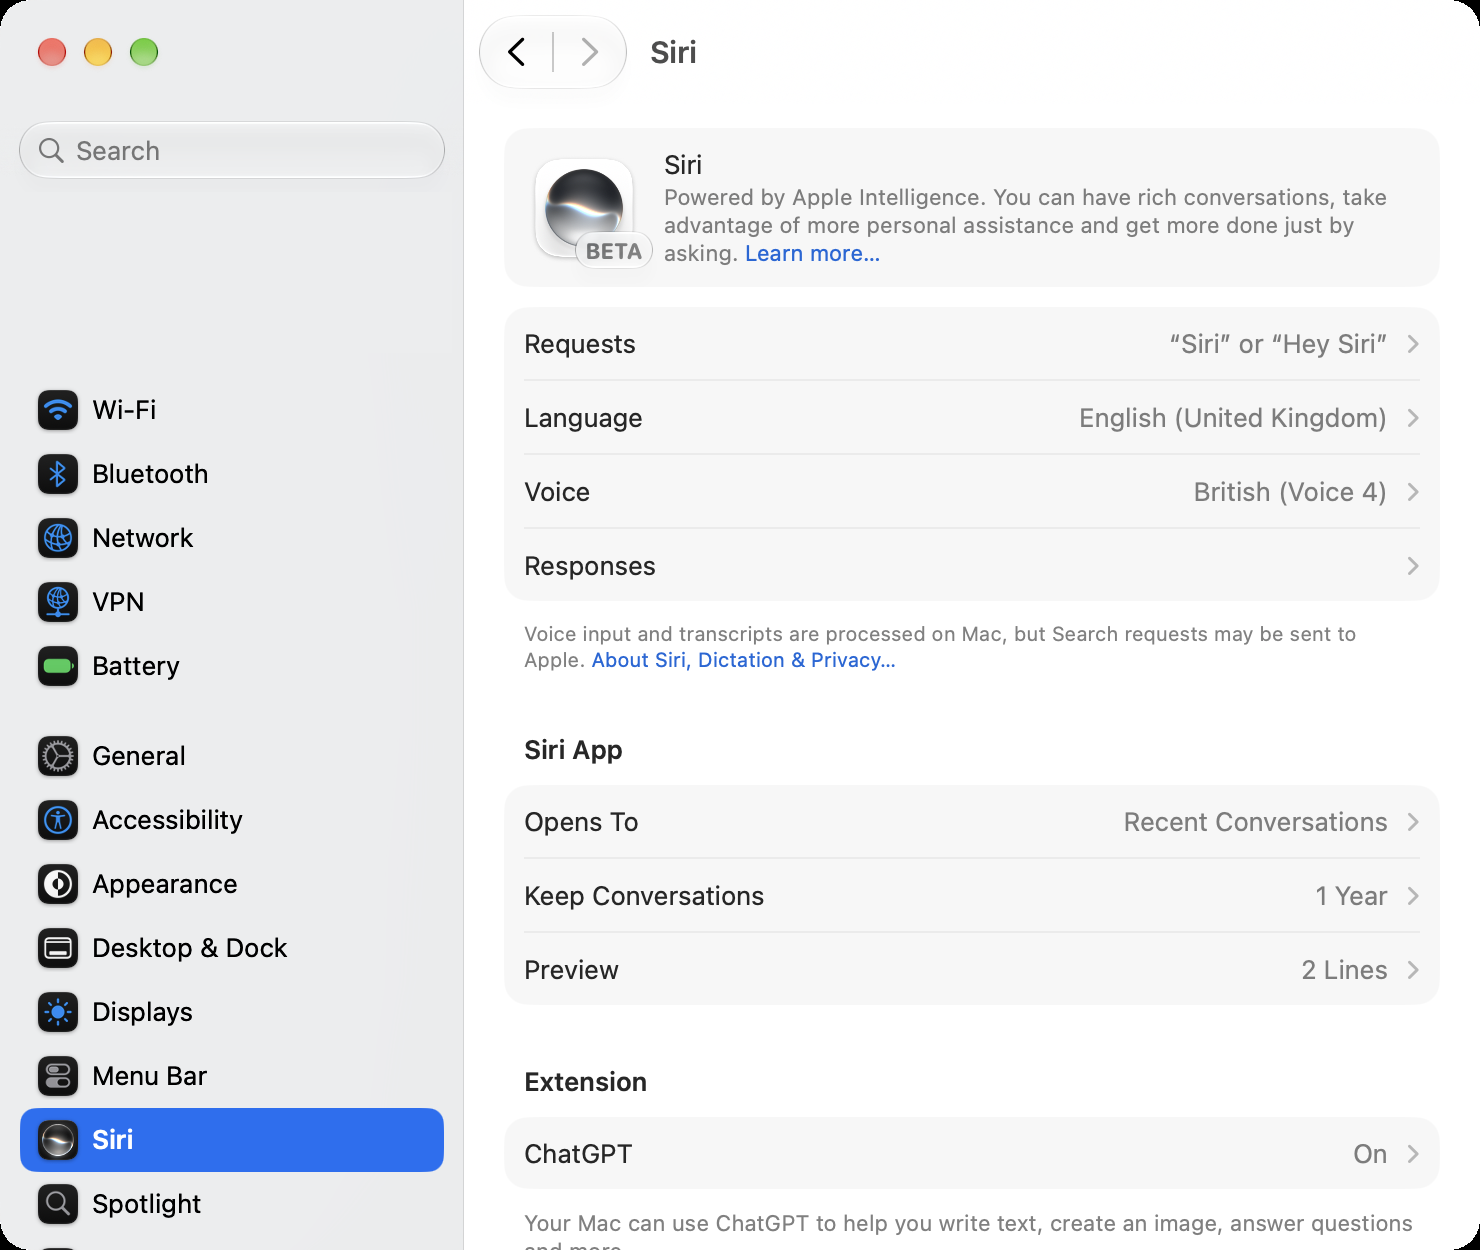 Search
Wi-Fi
Bluetooth
Network
VPN
Battery
General
Accessibility
Appearance
Desktop & Dock
Displays
Menu Bar
Siri
Spotlight
Siri
Siri
Powered by Apple Intelligence. You can have rich conversations, take
advantage of more personal assistance and get more done just by
asking. Learn more...
BETA
Requests “Siri” or “Hey Siri”
Language English (United Kingdom)
Voice British (Voice 4)
Responses
Voice input and transcripts are processed on Mac, but Search requests may be sent to
Apple. About Siri, Dictation & Privacy...
Siri App
Opens To Recent Conversations
Keep Conversations 1 Year
Preview 2 Lines
Extension
ChatGPT On
Your Mac can use ChatGPT to help you write text, create an image, answer questions
and more